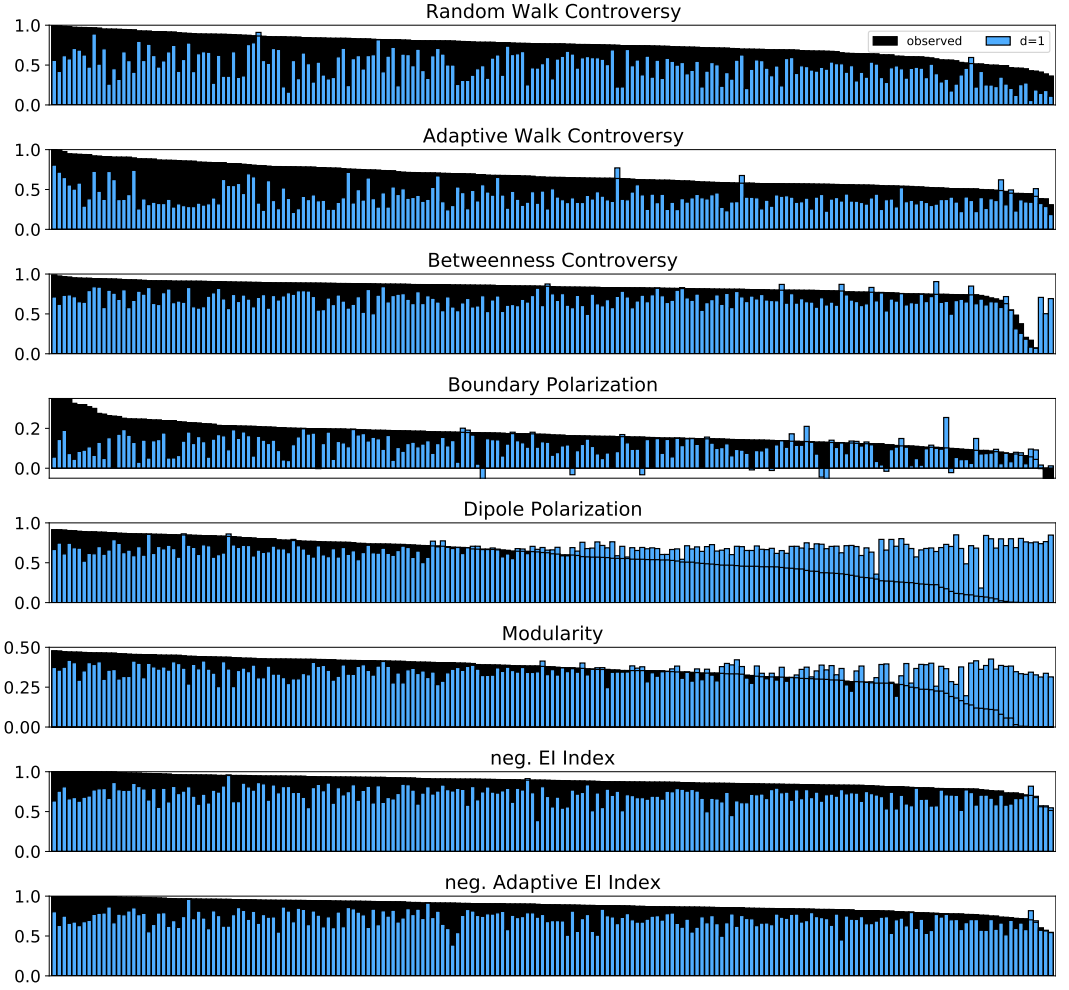 Random Walk Controversy
1.0
0.5
0.0
observed d=1
Adaptive Walk Controversy
1.0
0.5
0.0
Betweenness Controversy
1.0
0.5
0.0
Boundary Polarization
0.2
0.0
Dipole Polarization
1.0
0.5
0.0
Modularity
0.50
0.25
0.00
neg. EI Index
1.0
0.5
0.0
neg. Adaptive EI Index
1.0
0.5
0.0